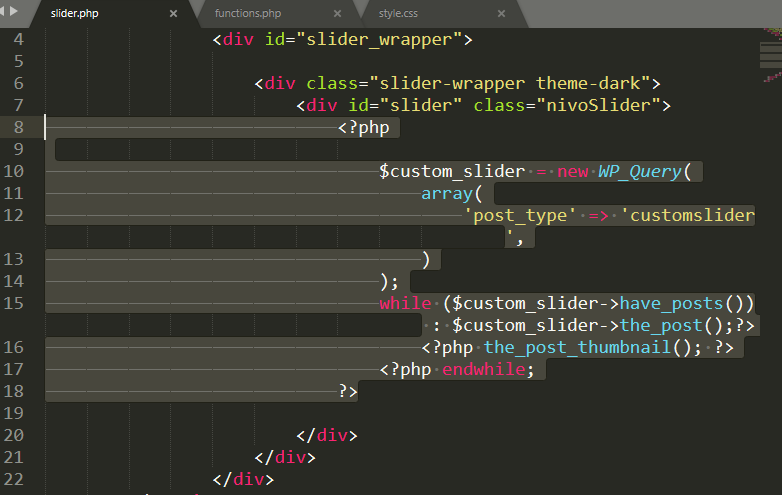 slider.php × functions.php × style.css ×
4 <div id="slider_wrapper">
5
6 <div class="slider-wrapper theme-dark">
7 <div id="slider" class="nivoSlider">
8 <?php
9
10 $custom_slider = new WP_Query(
11 array(
12 'post_type' => 'customslider
',
13 )
14 );
15 while ($custom_slider->have_posts())
: $custom_slider->the_post();?>
16 <?php the_post_thumbnail(); ?>
17 <?php endwhile;
18 ?>
19
20 </div>
21 </div>
22 </div>